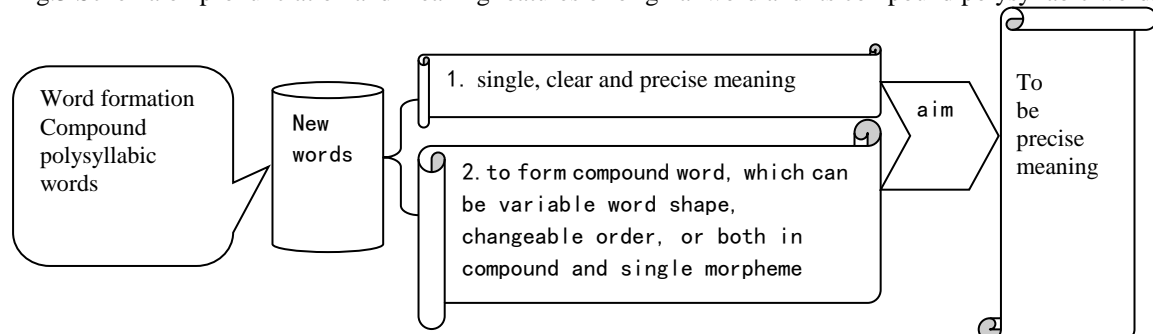 Word formation
Compound
polysyllabic
words
New
words
1. single, clear and precise meaning
2. to form compound word, which can
be variable word shape,
changeable order, or both in
compound and single morpheme
aim
To
be
precise
meaning